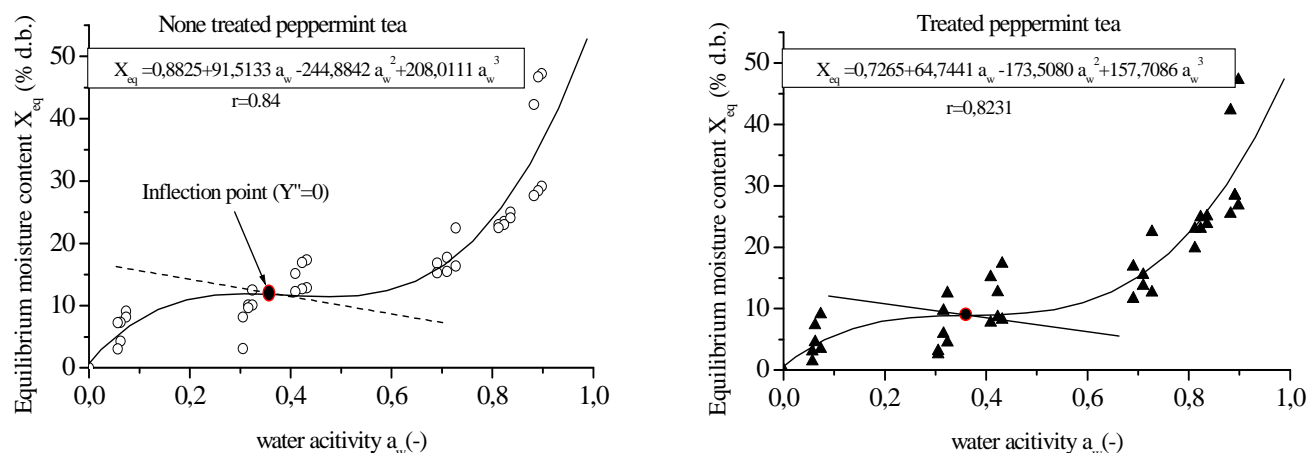 None treated peppermint tea
X_eq =0,8825+91,5133 a_w -244,8842 a_w^2+208,0111 a_w^3
r=0.84
Inflection point (Y''=0)
Equilibrium moisture content X_eq (% d.b.)
50
40
30
20
10
0
0,0 0,2 0,4 0,6 0,8 1,0
water acitivity a_w(-)
Treated peppermint tea
X_eq =0,7265+64,7441 a_w -173,5080 a_w^2+157,7086 a_w^3
r=0,8231
Equilibrium moisture content X_eq (% d.b.)
50
40
30
20
10
0
0,0 0,2 0,4 0,6 0,8 1,0
water acitivity a_w(-)